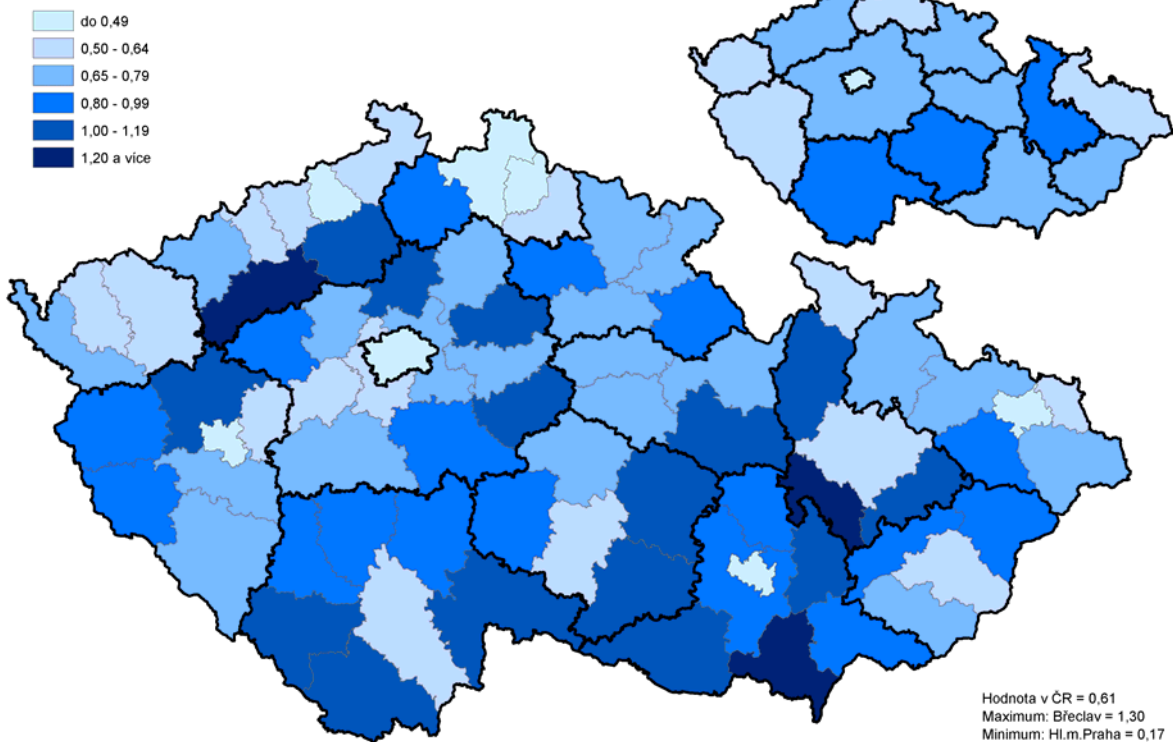 do 0,49
0,50 - 0,64
0,65 - 0,79
0,80 - 0,99
1,00 - 1,19
1,20 a více
Hodnota v ČR = 0,61
Maximum: Břeclav = 1,30
Minimum: Hl.m.Praha = 0,17